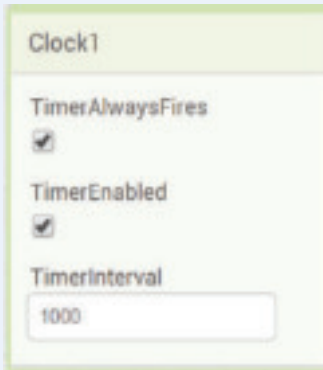 Clock1
TimerAlwaysFires
TimerEnabled
TimerInterval
1000